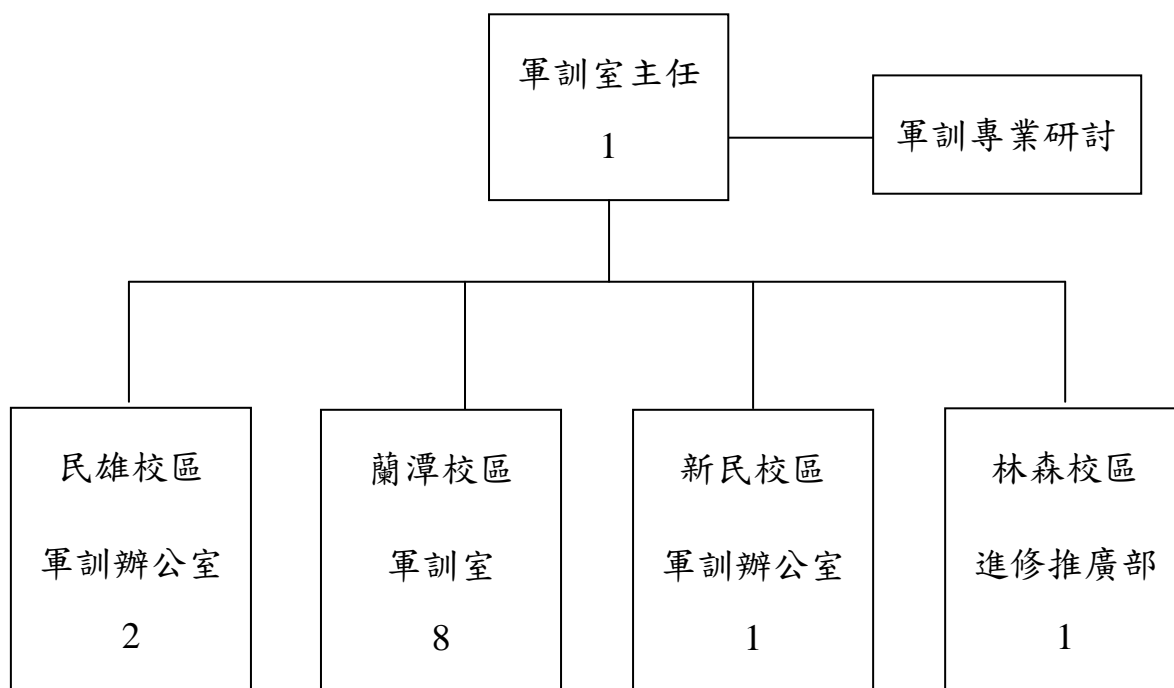 軍訓室主任
1
軍訓專業研討
民雄校區
軍訓辦公室
2
蘭潭校區
軍訓室
8
新民校區
軍訓辦公室
1
林森校區
進修推廣部
1